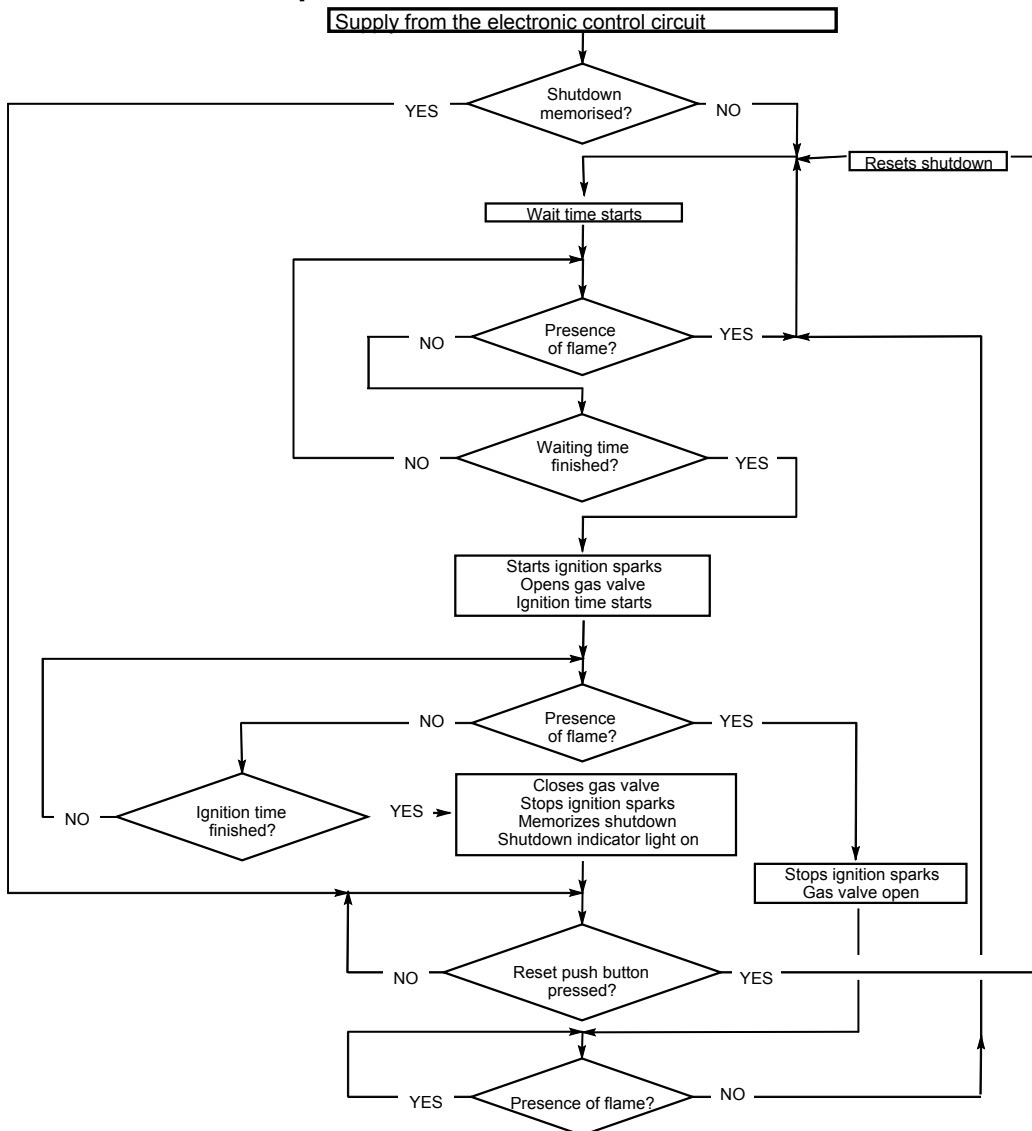 Supply from the electronic control circuit
Shutdown
memorised?
YES
NO
Resets shutdown
Wait time starts
Presence
of flame?
NO
YES
Waiting time
finished?
NO
YES
Starts ignition sparks
Opens gas valve
Ignition time starts
Presence
of flame?
NO
YES
Ignition time
finished?
NO
YES
Closes gas valve
Stops ignition sparks
Memorizes shutdown
Shutdown indicator light on
Stops ignition sparks
Gas valve open
Reset push button
pressed?
NO
YES
Presence of flame?
YES
NO